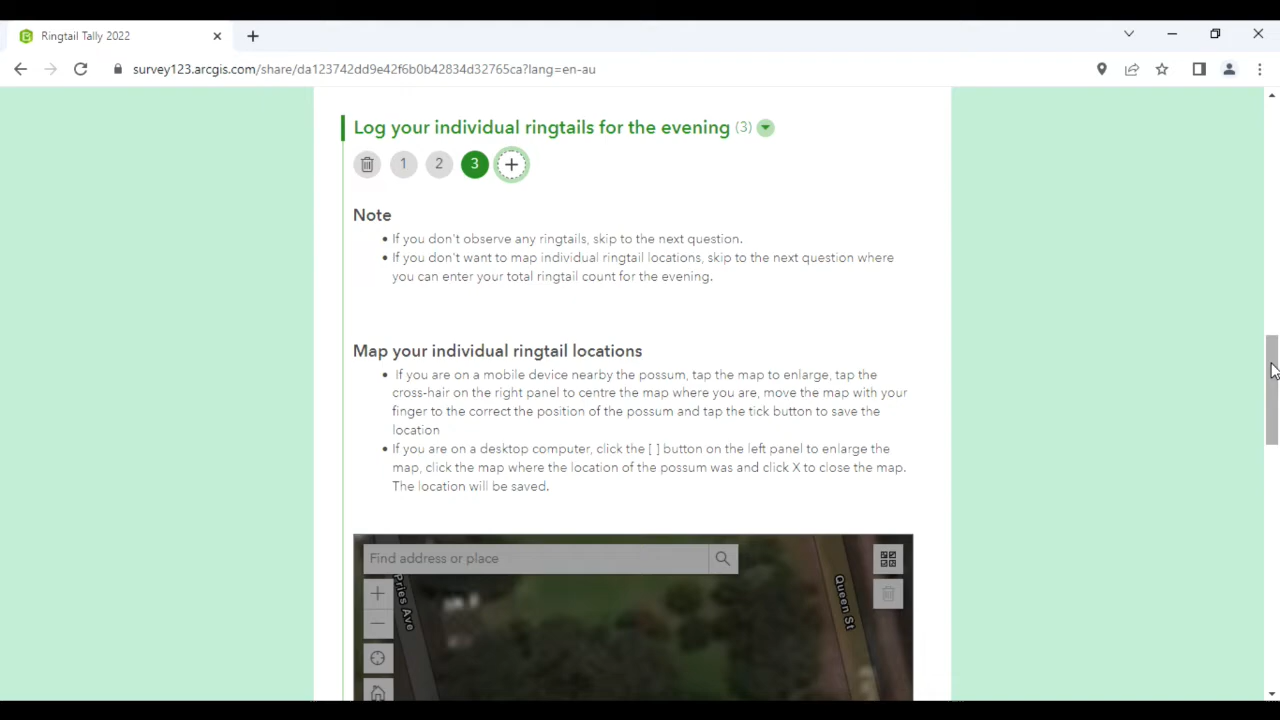 Ringtail Tally 2022
survey123.arcgis.com/share/da123742dd9e42f6b0b42834d32765ca?lang=en-au
Log your individual ringtails for the evening (3)
1 2 3 +
Note
• If you don't observe any ringtails, skip to the next question.
• If you don't want to map individual ringtail locations, skip to the next question where
you can enter your total ringtail count for the evening.
Map your individual ringtail locations
• If you are on a mobile device nearby the possum, tap the map to enlarge, tap the
cross-hair on the right panel to centre the map where you are, move the map with your
finger to the correct the position of the possum and tap the tick button to save the
location
• If you are on a desktop computer, click the [ ] button on the left panel to enlarge the
map, click the map where the location of the possum was and click X to close the map.
The location will be saved.
Find address or place
Pries Ave
Queen St